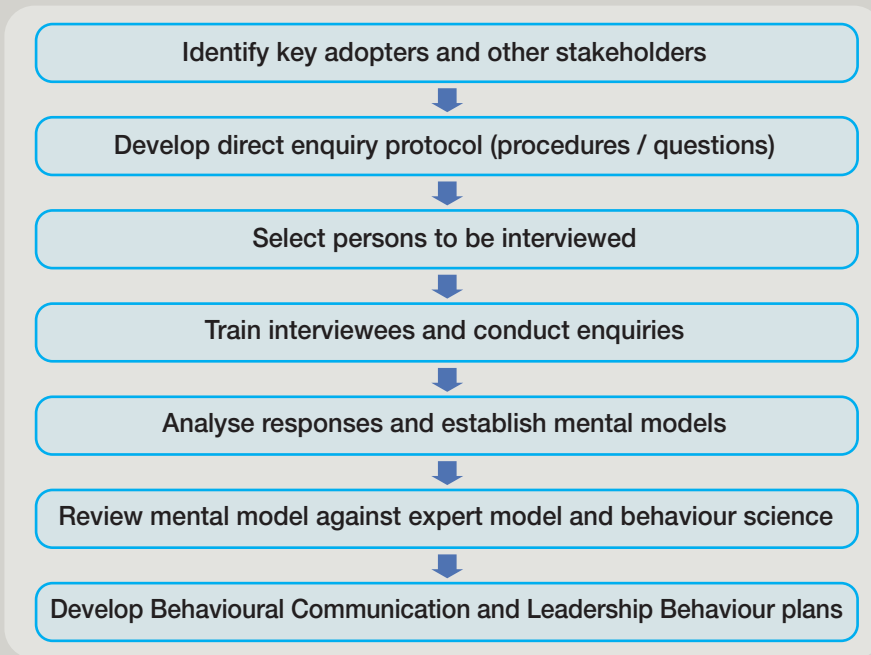 Identify key adopters and other stakeholders
Develop direct enquiry protocol (procedures / questions)
Select persons to be interviewed
Train interviewees and conduct enquiries
Analyse responses and establish mental models
Review mental model against expert model and behaviour science
Develop Behavioural Communication and Leadership Behaviour plans